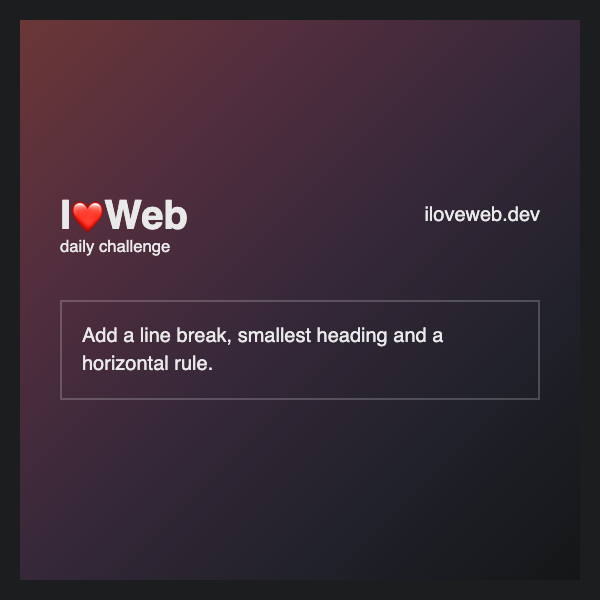 I❤️Web
iloveweb.dev
daily challenge
Add a line break, smallest heading and a
horizontal rule.